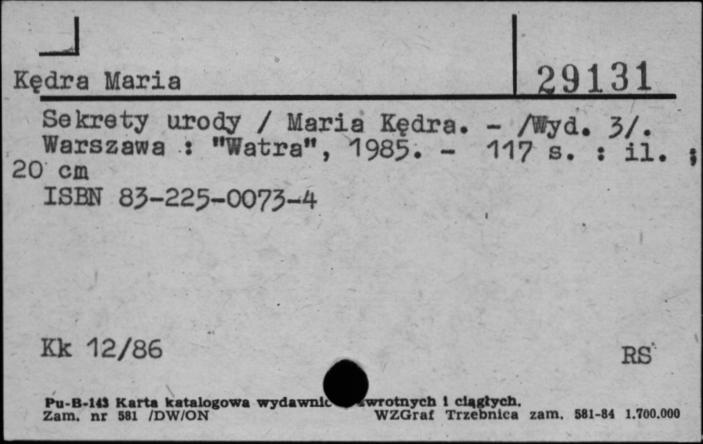 Kędra Maria
29131
Sekrety urody / Maria Kędra. - /Wyd. 3/.
Warszawa : "Watra", 1985. - 117 s. : il. ;
20 cm
ISBN 83-225-0073-4
Kk 12/86
RS
Pu-B-143 Karta katalogowa wydawnic wrotnych i ciągłych.
Zam. nr 581 /DW/ON WZGraf Trzebnica zam. 581-84 1.700.000